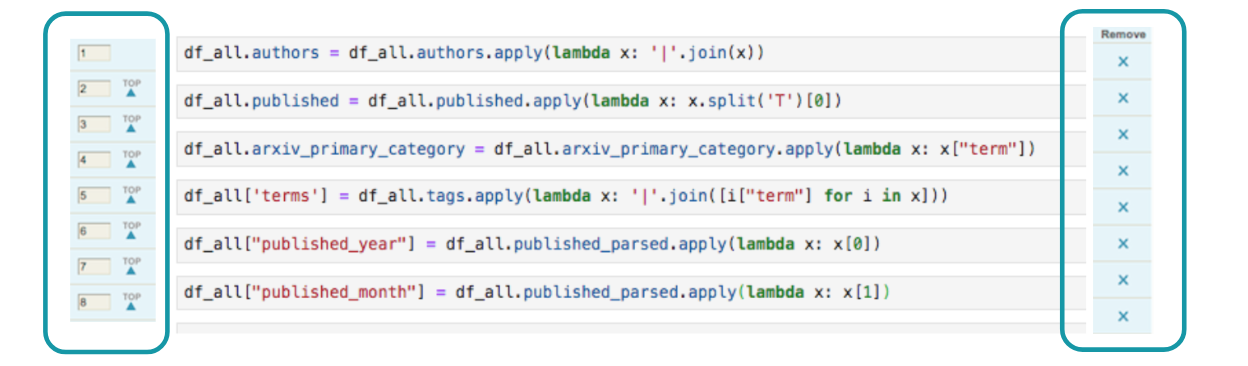 Remove
1
df_all.authors = df_all.authors.apply(lambda x: '|'.join(x))
2 TOP
df_all.published = df_all.published.apply(lambda x: x.split('T')[0])
3 TOP
df_all.arxiv_primary_category = df_all.arxiv_primary_category.apply(lambda x: x["term"])
4 TOP
5 TOP
df_all['terms'] = df_all.tags.apply(lambda x: '|'.join([i["term"] for i in x]))
6 TOP
df_all["published_year"] = df_all.published_parsed.apply(lambda x: x[0])
7 TOP
df_all["published_month"] = df_all.published_parsed.apply(lambda x: x[1])
8 TOP